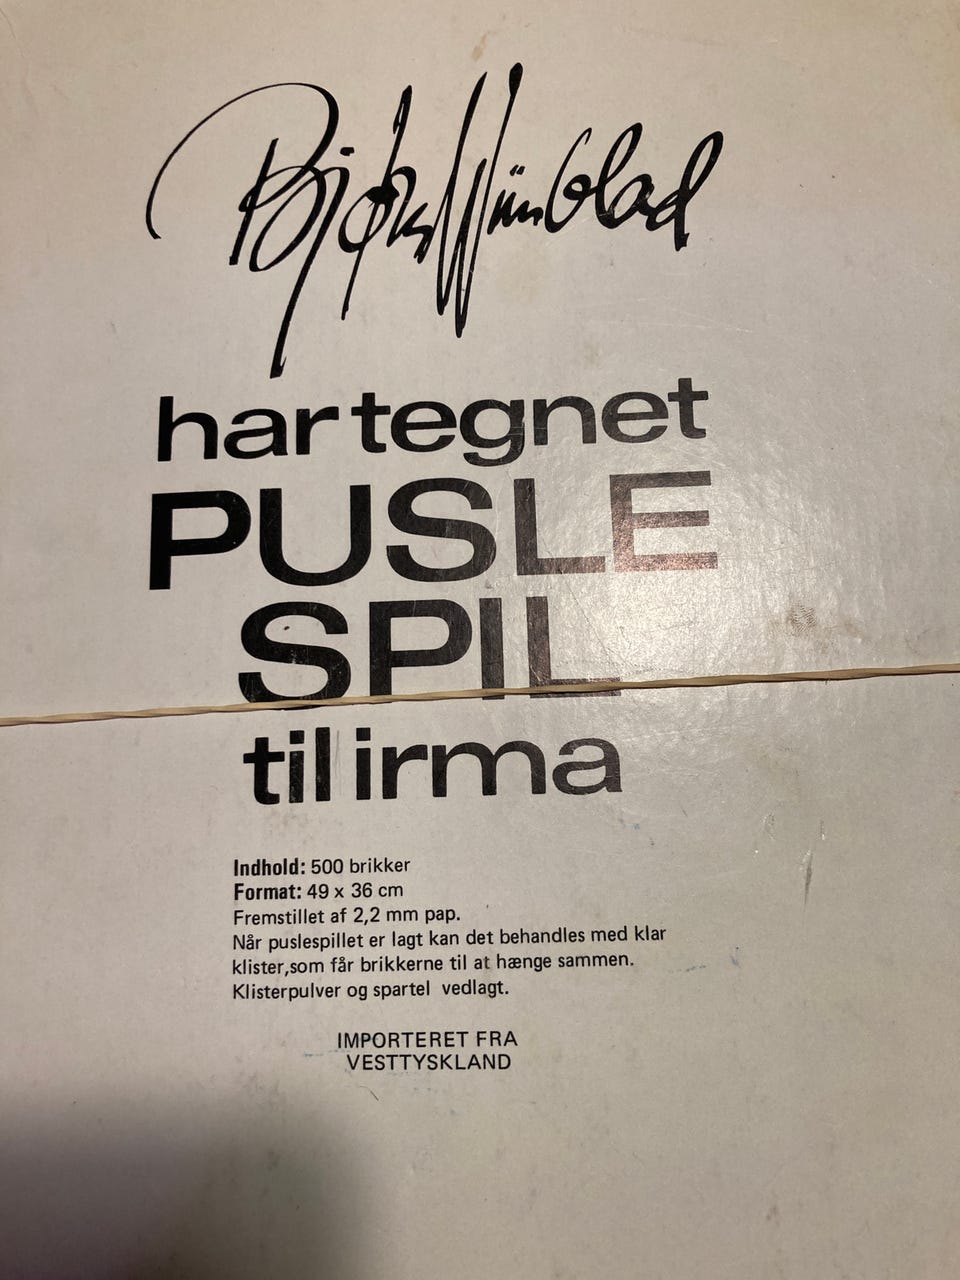 Bjørn Wiinblad
har tegnet
PUSLE
SPIL
til irma
Indhold: 500 brikker
Format: 49 x 36 cm
Fremstillet af 2,2 mm pap.
Når puslespillet er lagt kan det behandles med klar
klister,som får brikkerne til at hænge sammen.
Klisterpulver og spartel vedlagt.
IMPORTERET FRA
VESTTYSKLAND